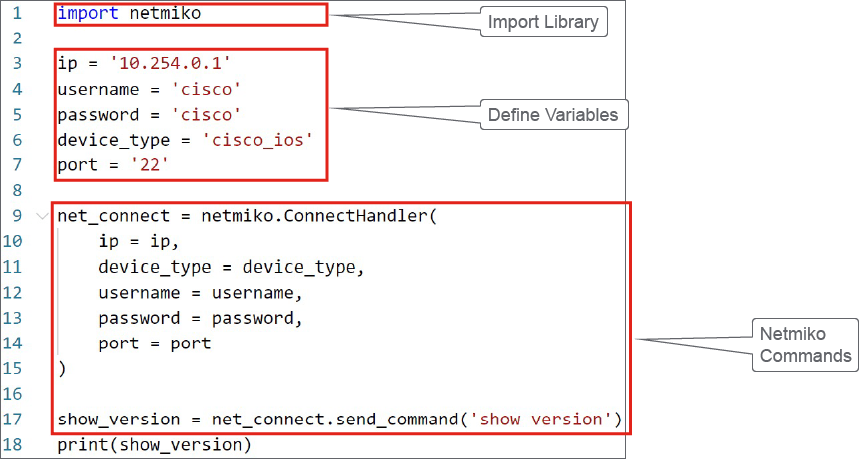 1 import netmiko
Import Library
2
3 ip = '10.254.0.1'
4 username = 'cisco'
5 password = 'cisco'
Define Variables
6 device_type = 'cisco_ios'
7 port = '22'
8
9 net_connect = netmiko.ConnectHandler(
10 ip = ip,
11 device_type = device_type,
12 username = username,
13 password = password,
14 port = port
Netmiko
Commands
15 )
16
17 show_version = net_connect.send_command('show version')
18 print(show_version)